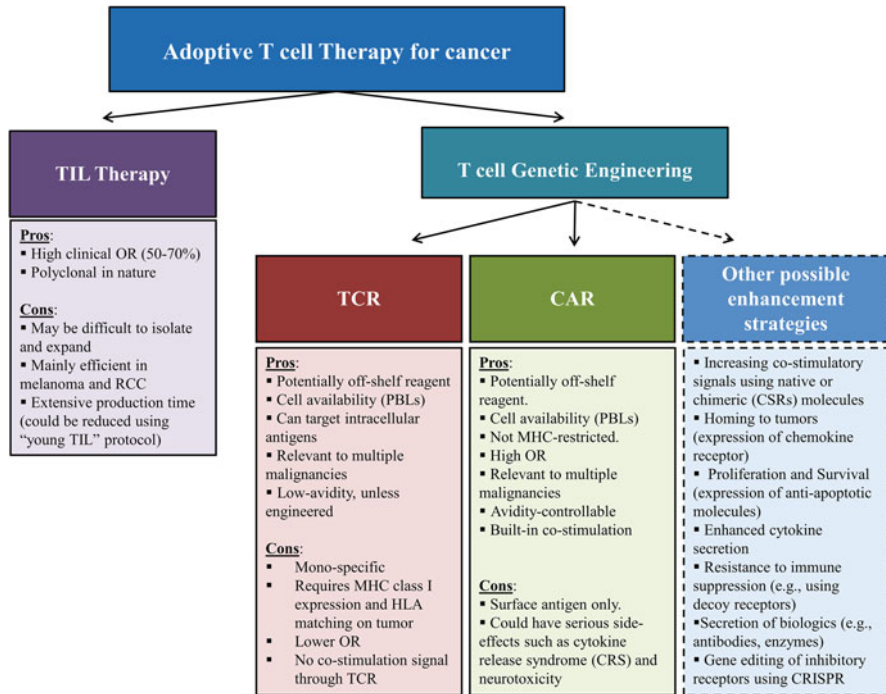 Adoptive T cell Therapy for cancer
TIL Therapy
Pros:
▪ High clinical OR (50-70%)
▪ Polyclonal in nature
Cons:
▪ May be difficult to isolate
and expand
▪ Mainly efficient in
melanoma and RCC
▪ Extensive production time
(could be reduced using
“young TIL” protocol)
T cell Genetic Engineering
TCR
Pros:
▪ Potentially off-shelf reagent
▪ Cell availability (PBLs)
▪ Can target intracellular
antigens
▪ Relevant to multiple
malignancies
▪ Low-avidity, unless
engineered
Cons:
▪ Mono-specific
▪ Requires MHC class I
expression and HLA
matching on tumor
▪ Lower OR
▪ No co-stimulation signal
through TCR
CAR
Pros:
▪ Potentially off-shelf
reagent.
▪ Cell availability (PBLs)
▪ Not MHC-restricted.
▪ High OR
▪ Relevant to multiple
malignancies
▪ Avidity-controllable
▪ Built-in co-stimulation
Cons:
▪ Surface antigen only.
▪ Could have serious side-
effects such as cytokine
release syndrome (CRS) and
neurotoxicity
Other possible
enhancement
strategies
▪ Increasing co-stimulatory
signals using native or
chimeric (CSRs) molecules
▪ Homing to tumors
(expression of chemokine
receptor)
▪ Proliferation and Survival
(expression of anti-apoptotic
molecules)
▪ Enhanced cytokine
secretion
▪ Resistance to immune
suppression (e.g., using
decoy receptors)
▪Secretion of biologics (e.g.,
antibodies, enzymes)
▪ Gene editing of inhibitory
receptors using CRISPR